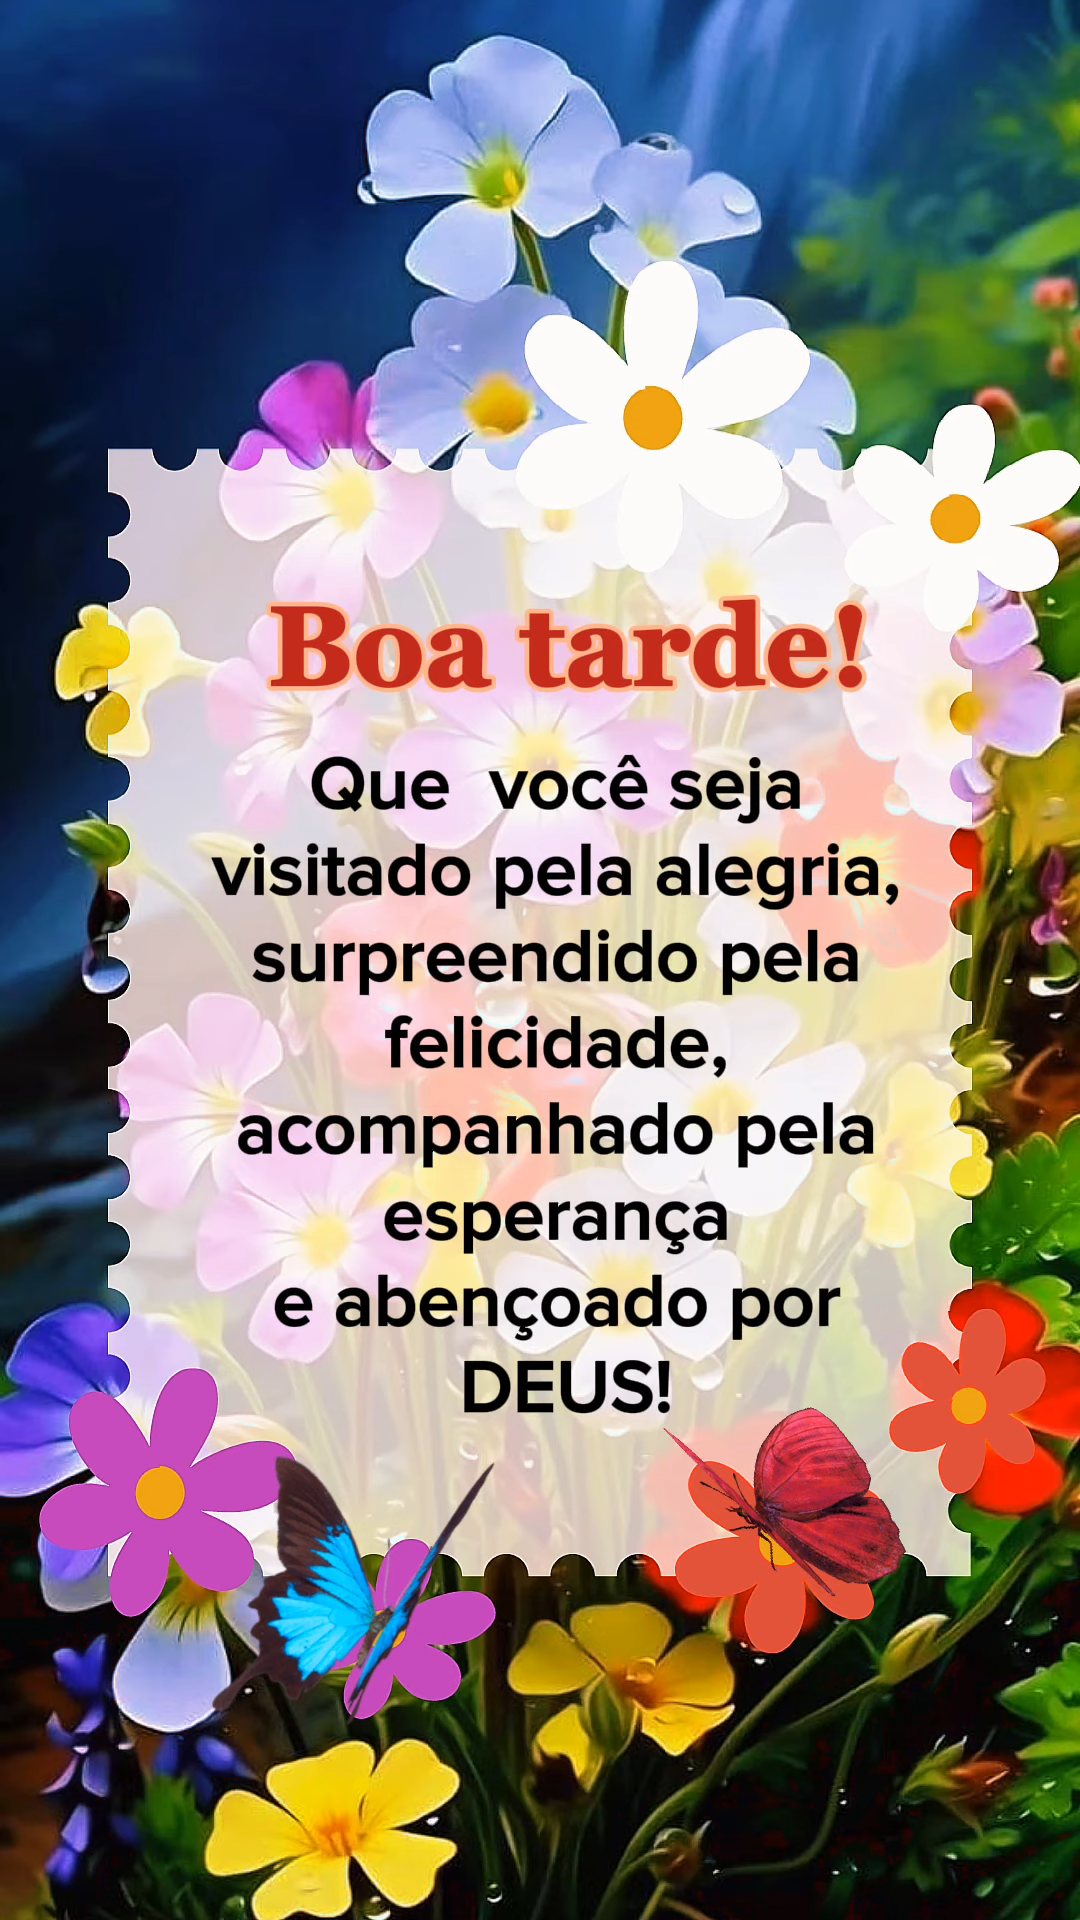 Boa tarde!
Que  você seja
visitado pela alegria,
surpreendido pela
felicidade,
acompanhado pela
esperança
e abençoado por
DEUS!